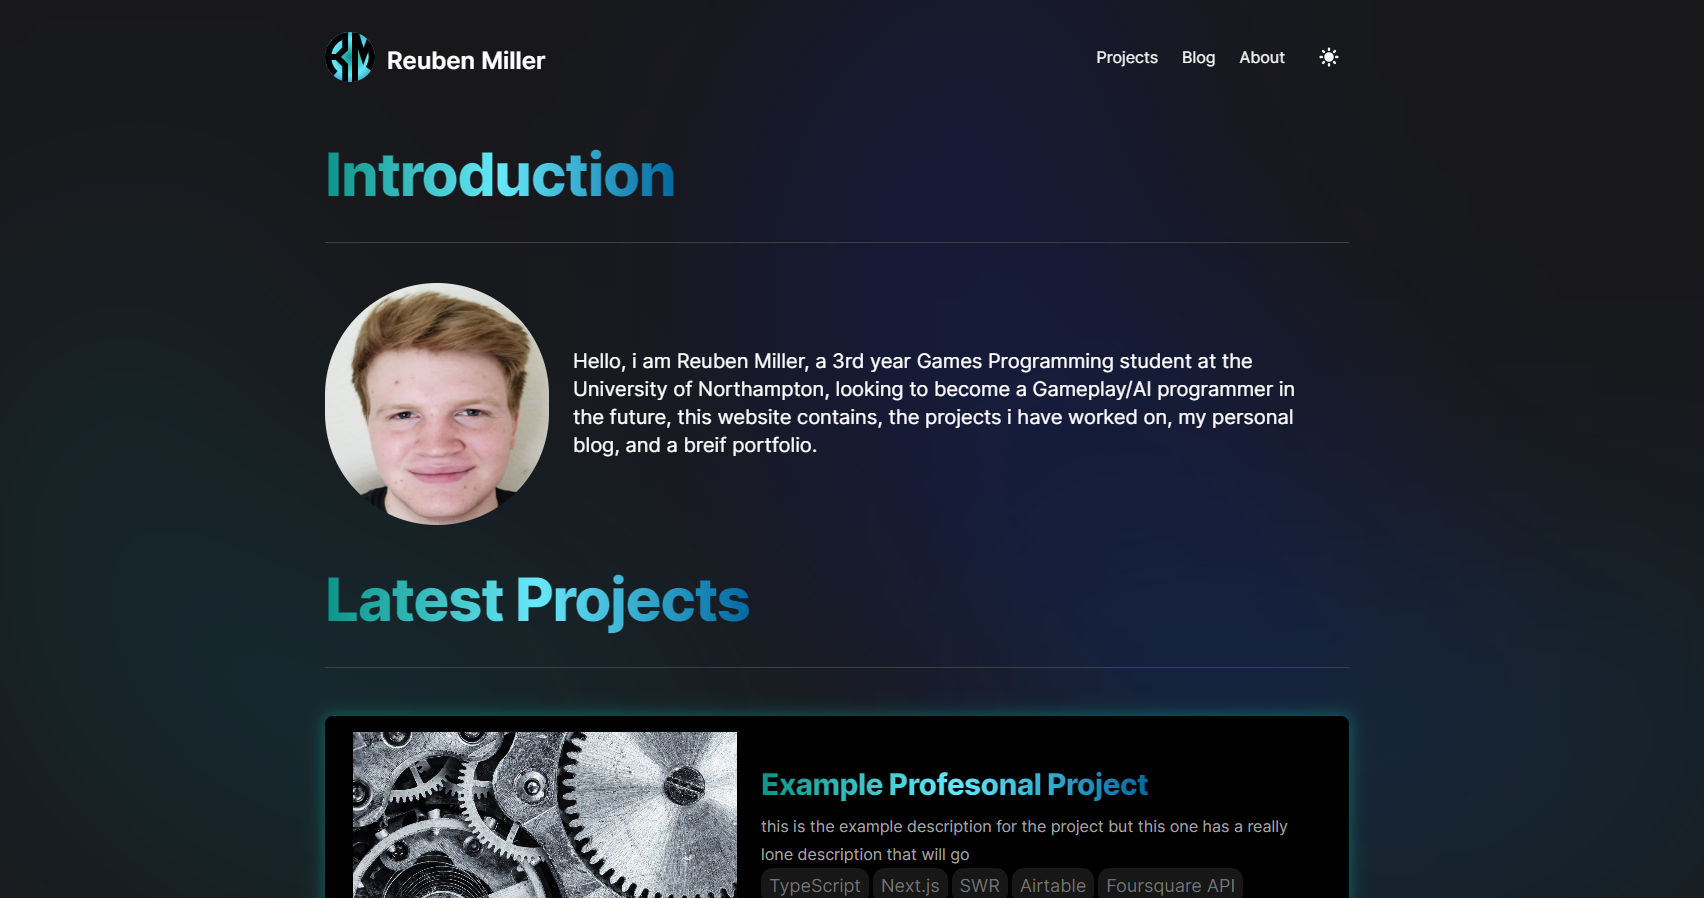 RM
Reuben Miller
Projects Blog About
Introduction
Hello, i am Reuben Miller, a 3rd year Games Programming student at the
University of Northampton, looking to become a Gameplay/AI programmer in
the future, this website contains, the projects i have worked on, my personal
blog, and a breif portfolio.
Latest Projects
Example Profesonal Project
this is the example description for the project but this one has a really
lone description that will go
TypeScript Next.js SWR Airtable Foursquare API